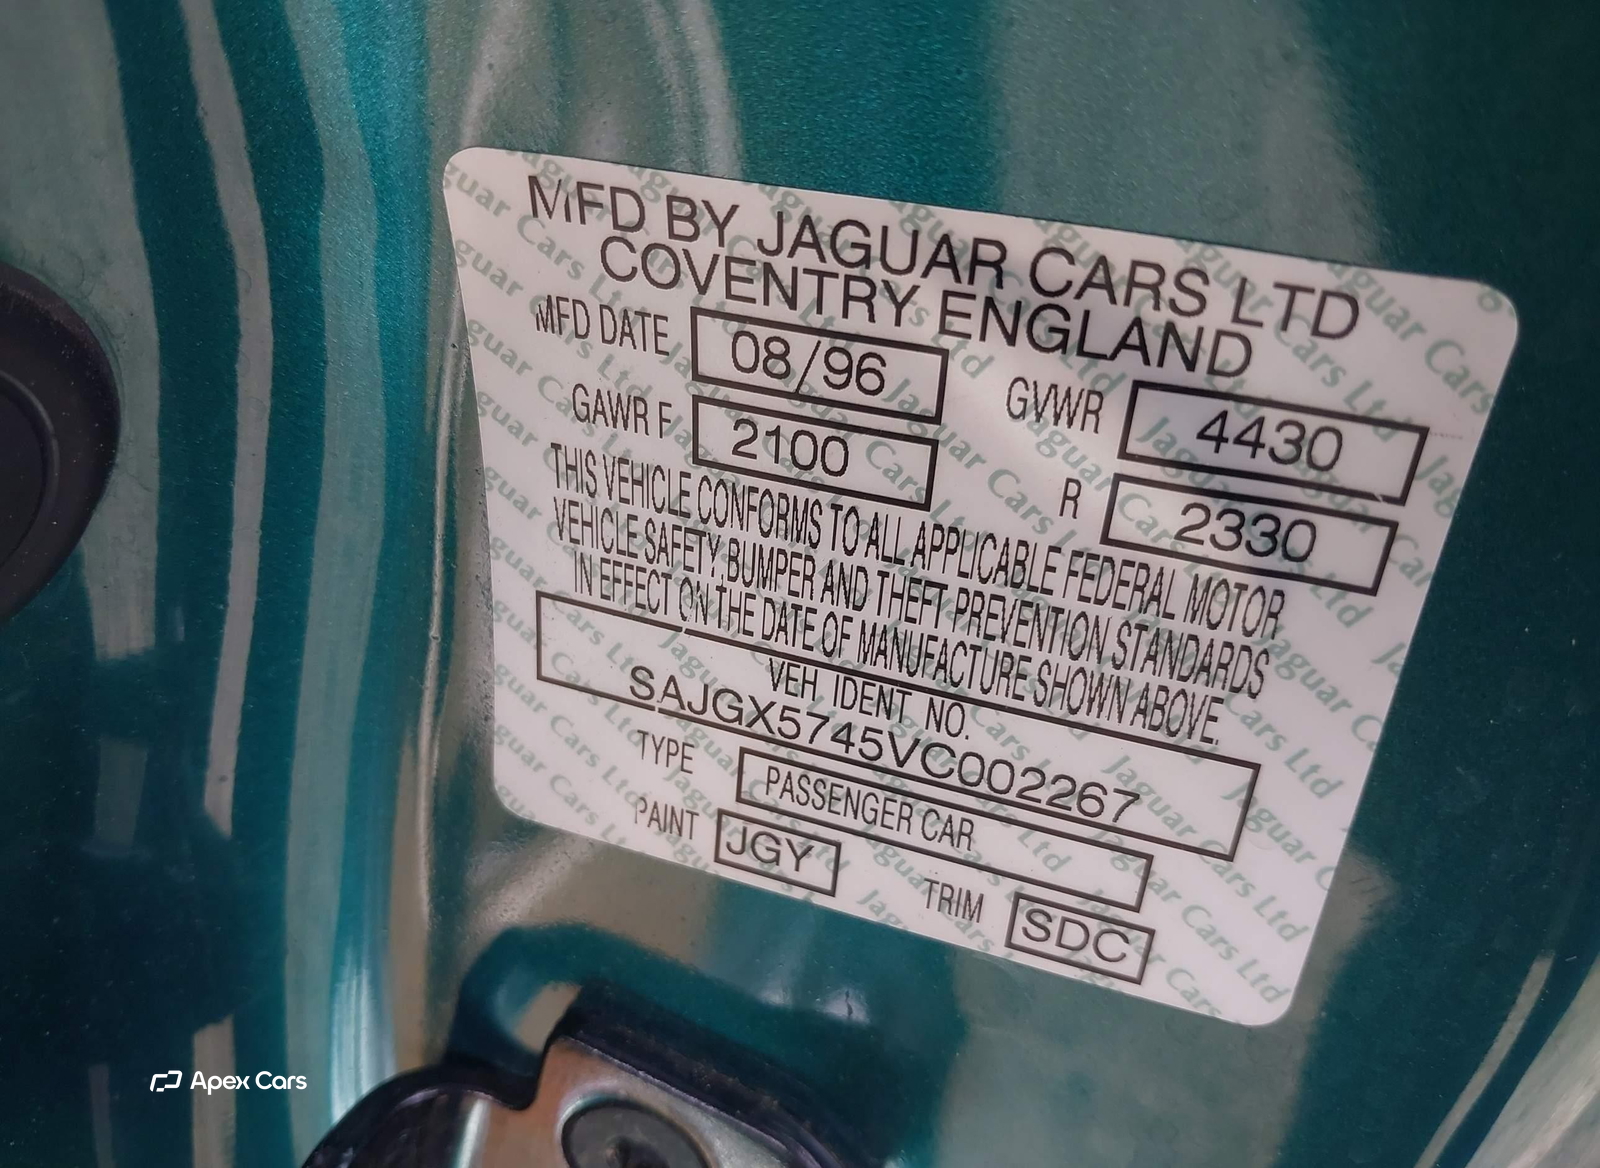 MFD BY JAGUAR CARS LTD
COVENTRY ENGLAND
MFD DATE 08/96 GVWR 4430
GAWR F 2100 R 2330
THIS VEHICLE CONFORMS TO ALL APPLICABLE FEDERAL MOTOR
VEHICLE SAFETY, BUMPER AND THEFT PREVENTION STANDARDS
IN EFFECT ON THE DATE OF MANUFACTURE SHOWN ABOVE.
VEH IDENT NO.
SAJGX5745VC002267
TYPE PASSENGER CAR
PAINT JGY TRIM SDC
Apex Cars